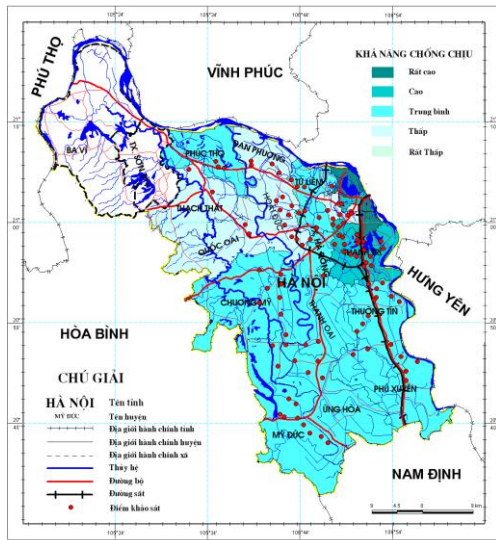 PHÚ THỌ
VĨNH PHÚC
KHẢ NĂNG CHỐNG CHỊU
Rất cao
Cao
Trung bình
Thấp
Rất Thấp
BA VÌ
PHÚC THỌ
ĐAN PHƯỢNG
TỪ LIÊM
THẠCH THẤT
QUỐC OAI
HÀ NỘI
CHƯƠNG MỸ
THANH OAI
THƯỜNG TÍN
HƯNG YÊN
HÒA BÌNH
PHÚ XUYÊN
ỨNG HÒA
MỸ ĐỨC
NAM ĐỊNH
CHÚ GIẢI
HÀ NỘI Tên tỉnh
MỸ ĐỨC Tên huyện
Địa giới hành chính tỉnh
Địa giới hành chính huyện
Địa giới hành chính xã
Thủy hệ
Đường bộ
Đường sắt
Điểm khảo sát